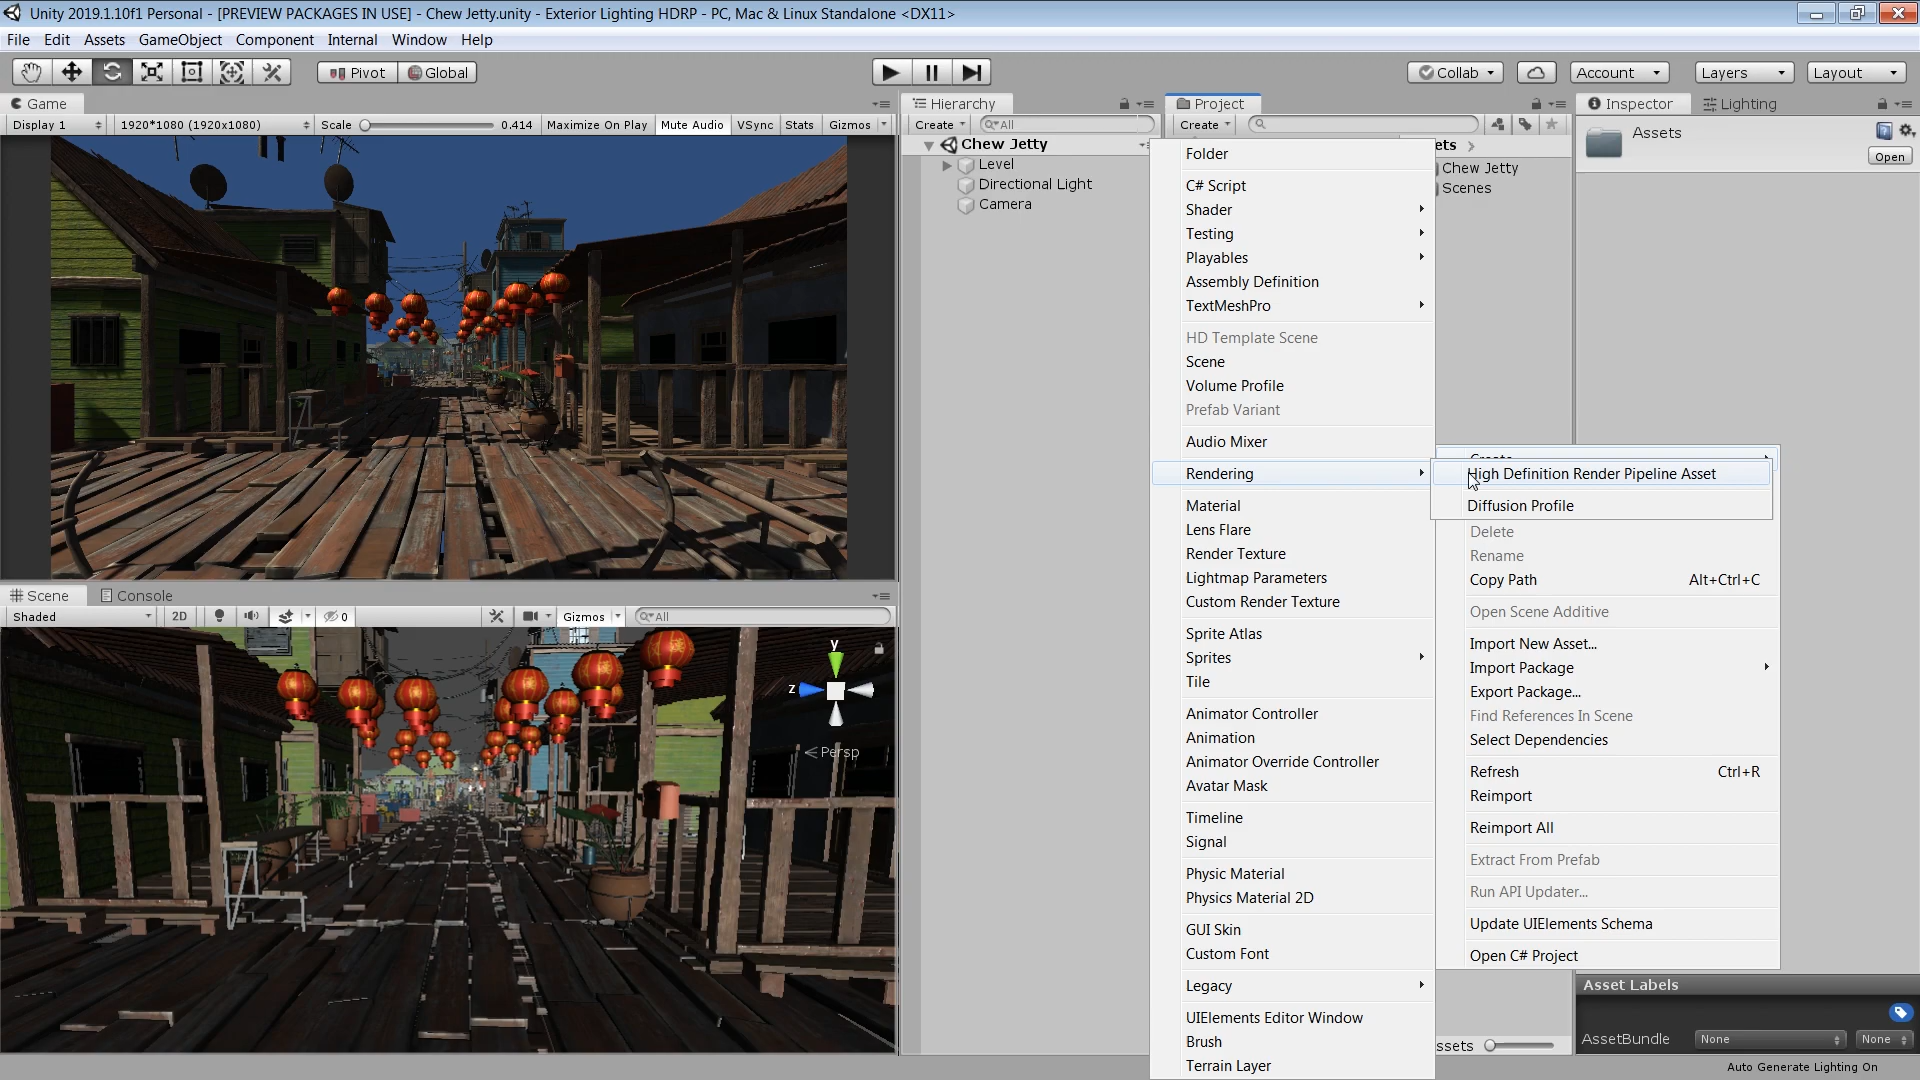 Unity 2019.1.10f1 Personal - [PREVIEW PACKAGES IN USE] - Chew Jetty.unity - Exterior Lighting HDRP - PC, Mac & Linux Standalone <DX11>
File Edit Assets GameObject Component Internal Window Help
Pivot Global Collab Account Layers Layout
Game
Display 1 1920*1080 (1920x1080) Scale 0.414 Maximize On Play Mute Audio VSync Stats Gizmos
Hierarchy
Create All
Chew Jetty
Level
Directional Light
Camera
Project
Create
ets
Chew Jetty
Scenes
Folder
C# Script
Shader
Testing
Playables
Assembly Definition
TextMeshPro
HD Template Scene
Scene
Volume Profile
Prefab Variant
Audio Mixer
Rendering
Material
Lens Flare
Render Texture
Lightmap Parameters
Custom Render Texture
Sprite Atlas
Sprites
Tile
Animator Controller
Animation
Animator Override Controller
Avatar Mask
Timeline
Signal
Physic Material
Physics Material 2D
GUI Skin
Custom Font
Legacy
UIElements Editor Window
Brush
Terrain Layer
High Definition Render Pipeline Asset
Diffusion Profile
Delete
Rename
Copy Path Alt+Ctrl+C
Open Scene Additive
Import New Asset...
Import Package
Export Package...
Find References In Scene
Select Dependencies
Refresh Ctrl+R
Reimport
Reimport All
Extract From Prefab
Run API Updater...
Update UIElements Schema
Open C# Project
ssets
Inspector Lighting
Assets
Open
Asset Labels
AssetBundle None None
Auto Generate Lighting On
Scene Console
Shaded 2D 0 Gizmos All
y
z
Persp